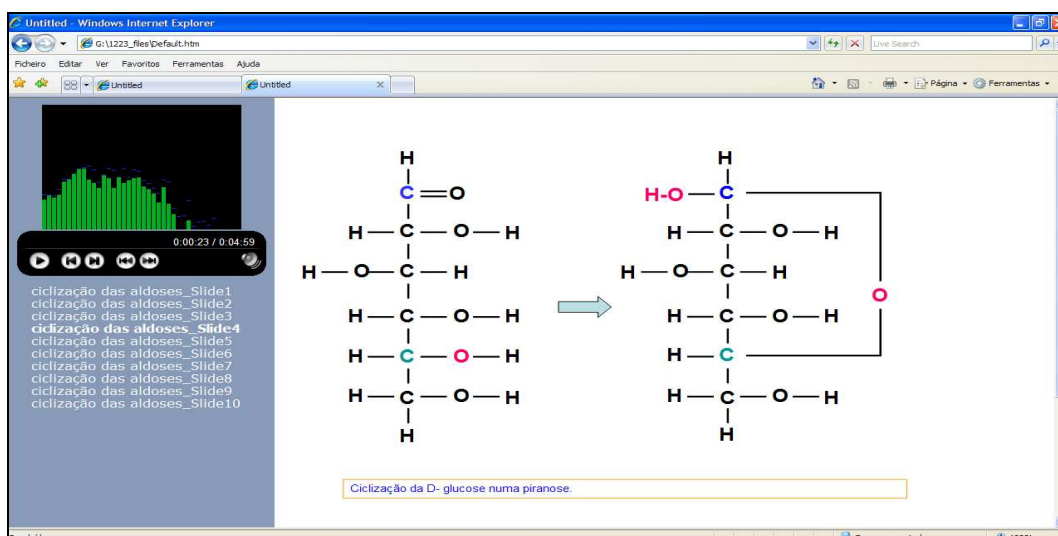 Untitled - Windows Internet Explorer
G:\1223_files\Default.htm
Live Search
Ficheiro Editar Ver Favoritos Ferramentas Ajuda
Untitled
Untitled
Página
Ferramentas
0:00:23 / 0:04:59
ciclização das aldoses_Slide1
ciclização das aldoses_Slide2
ciclização das aldoses_Slide3
ciclização das aldoses_Slide4
ciclização das aldoses_Slide5
ciclização das aldoses_Slide6
ciclização das aldoses_Slide7
ciclização das aldoses_Slide8
ciclização das aldoses_Slide9
ciclização das aldoses_Slide10
H
C O
H C O H
H O C H
H C O H
H C O H
H C O H
H
H
H-O C
H C O H
H O C H
O
H C O H
H C
H C O H
H
Ciclização da D- glucose numa piranose.